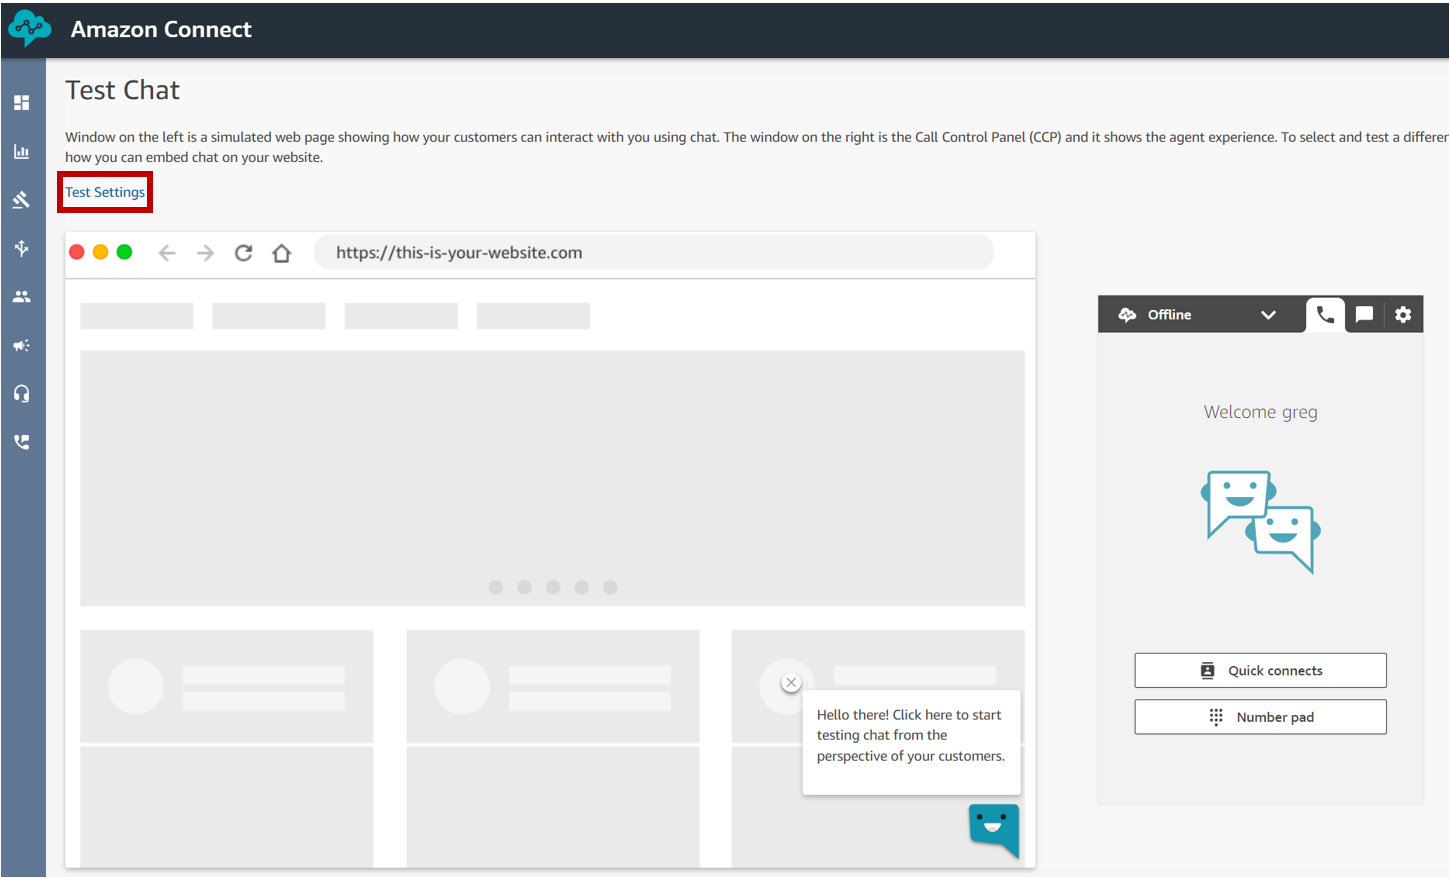 Amazon Connect
Test Chat
Window on the left is a simulated web page showing how your customers can interact with you using chat. The window on the right is the Call Control Panel (CCP) and it shows the agent experience. To select and test a differen
how you can embed chat on your website.
Test Settings
https://this-is-your-website.com
Offline
Welcome greg
Quick connects
Number pad
Hello there! Click here to start
testing chat from the
perspective of your customers.